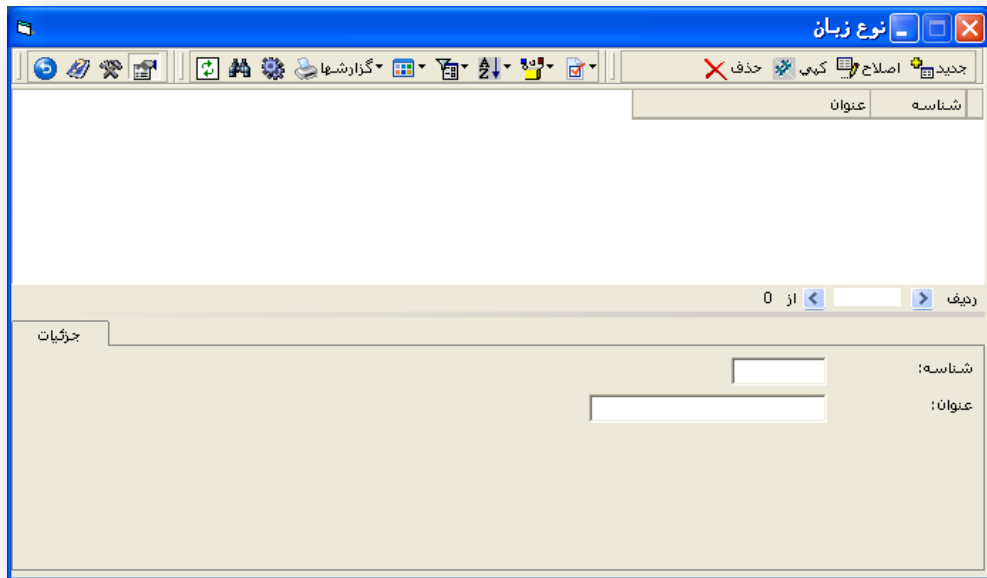 نوع زبان
جدید اصلاح کپی حذف گزارشها
شناسه عنوان
ردیف از 0
جزئیات
شناسه:
عنوان: